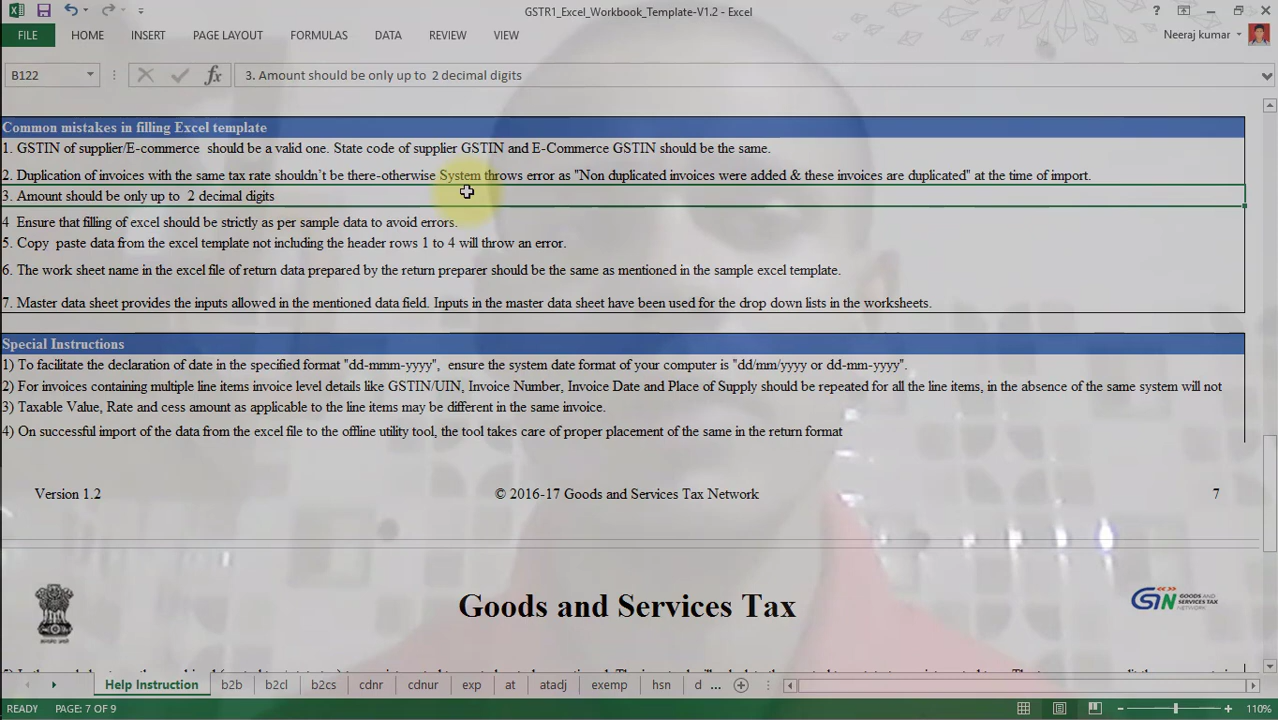 GSTR1_Excel_Workbook_Template-V1.2 - Excel
FILE HOME INSERT PAGE LAYOUT FORMULAS DATA REVIEW VIEW Neeraj kumar
B122 fx 3. Amount should be only up to 2 decimal digits
Common mistakes in filling Excel template
1. GSTIN of supplier/E-commerce should be a valid one. State code of supplier GSTIN and E-Commerce GSTIN should be the same.
2. Duplication of invoices with the same tax rate shouldn't be there-otherwise System throws error as "Non duplicated invoices were added & these invoices are duplicated" at the time of import.
3. Amount should be only up to 2 decimal digits
4 Ensure that filling of excel should be strictly as per sample data to avoid errors.
5. Copy paste data from the excel template not including the header rows 1 to 4 will throw an error.
6. The work sheet name in the excel file of return data prepared by the return preparer should be the same as mentioned in the sample excel template.
7. Master data sheet provides the inputs allowed in the mentioned data field. Inputs in the master data sheet have been used for the drop down lists in the worksheets.
Special Instructions
1) To facilitate the declaration of date in the specified format "dd-mmm-yyyy", ensure the system date format of your computer is "dd/mm/yyyy or dd-mm-yyyy".
2) For invoices containing multiple line items invoice level details like GSTIN/UIN, Invoice Number, Invoice Date and Place of Supply should be repeated for all the line items, in the absence of the same system will not
3) Taxable Value, Rate and cess amount as applicable to the line items may be different in the same invoice.
4) On successful import of the data from the excel file to the offline utility tool, the tool takes care of proper placement of the same in the return format
Version 1.2 © 2016-17 Goods and Services Tax Network 7
Goods and Services Tax
GOODS AND SERVICES TAX NETWORK
Help Instruction b2b b2cl b2cs cdnr cdnur exp at atadj exemp hsn d ...
READY PAGE: 7 OF 9 110%